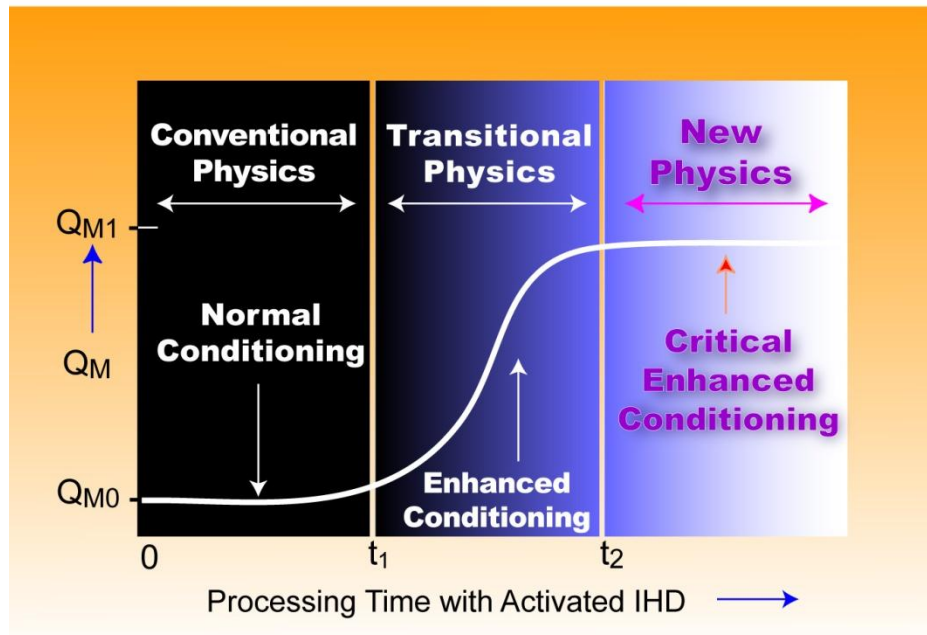 Conventional
Physics
Transitional
Physics
New
Physics
QM1
QM
QM0
Normal
Conditioning
Enhanced
Conditioning
Critical
Enhanced
Conditioning
0
t1
t2
Processing Time with Activated IHD